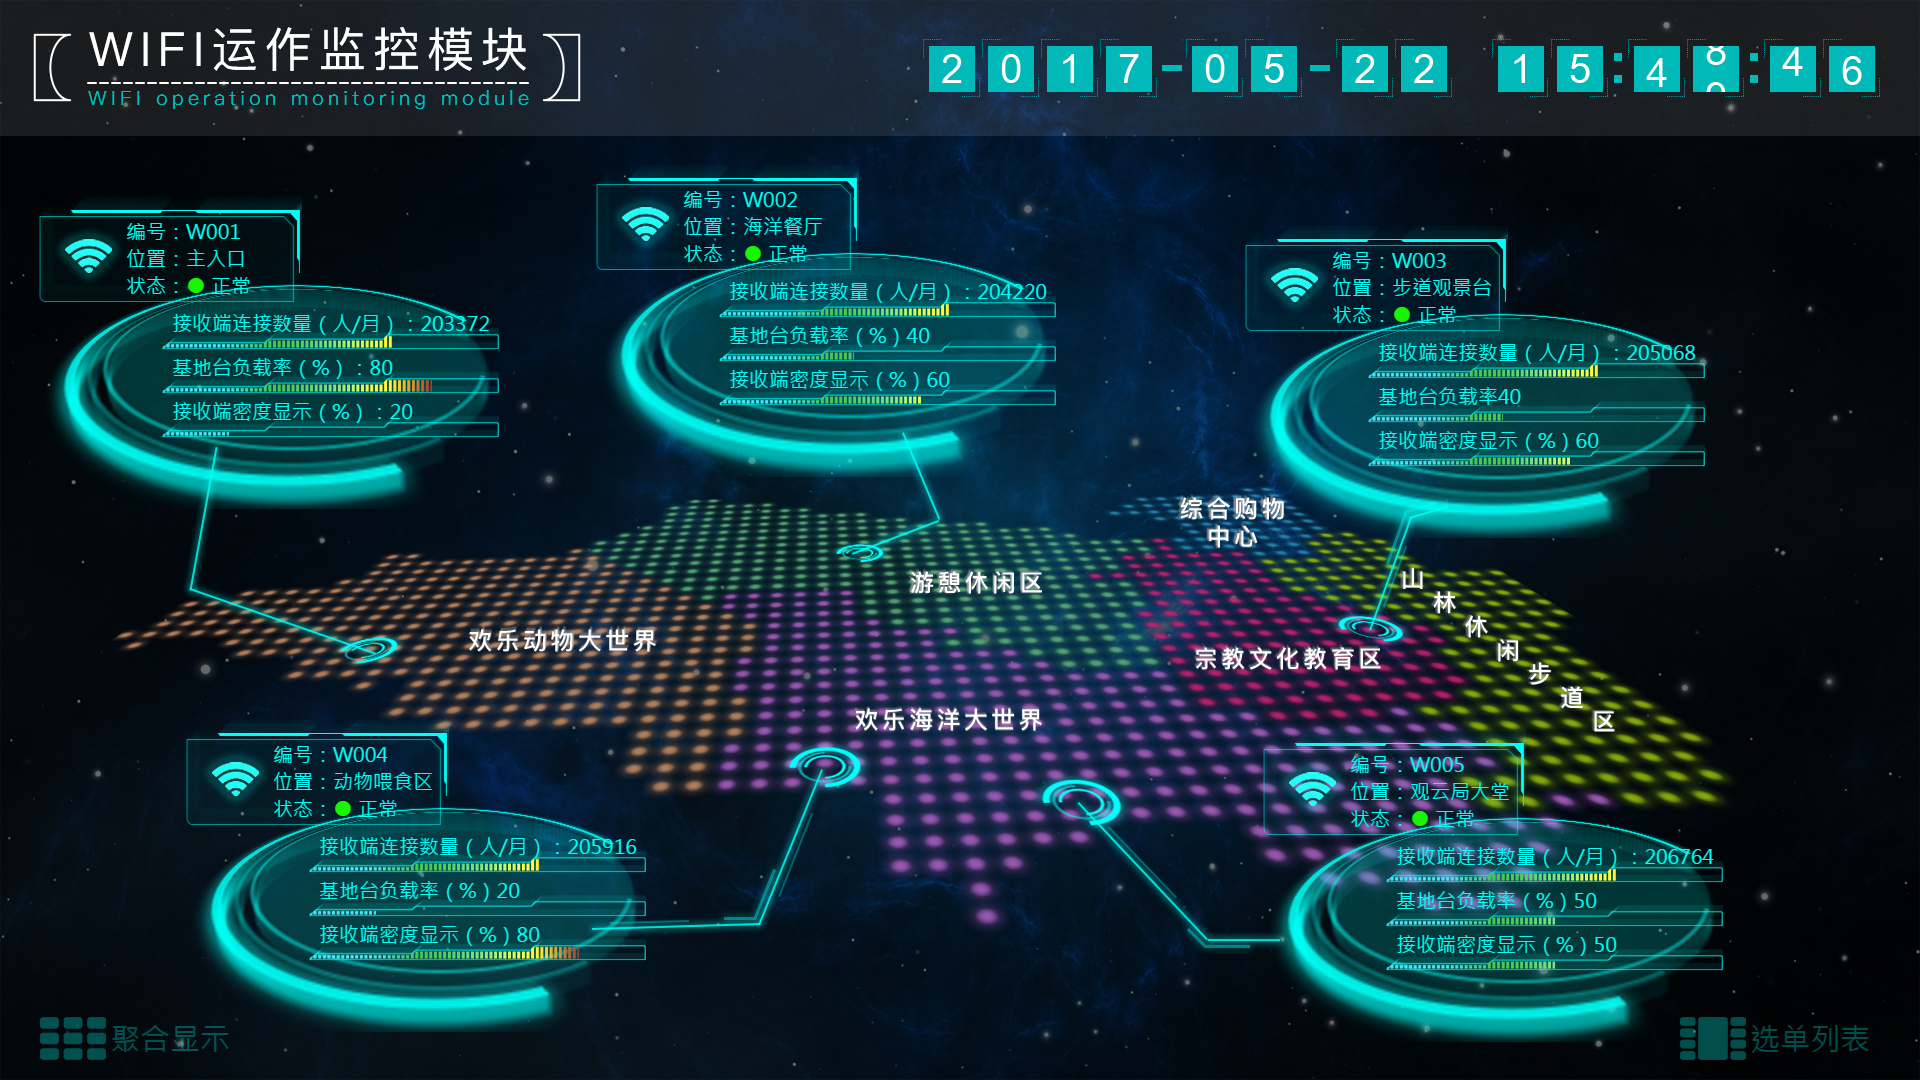 WIFI运作监控模块
WIFI operation monitoring module
2017-05-22 15:4
:46
编号：W001
位置：主入口
状态： 正常
接收端连接数量（人/月）：203372
基地台负载率（%）：80
接收端密度显示（%）：20
编号：W002
位置：海洋餐厅
状态： 正常
接收端连接数量（人/月）：204220
基地台负载率（%）40
接收端密度显示（%）60
编号：W003
位置：步道观景台
状态： 正常
接收端连接数量（人/月）：205068
基地台负载率40
接收端密度显示（%）60
综合购物
中心
游憩休闲区
山林休闲步道区
欢乐动物大世界
宗教文化教育区
欢乐海洋大世界
编号：W004
位置：动物喂食区
状态： 正常
接收端连接数量（人/月）：205916
基地台负载率（%）20
接收端密度显示（%）80
编号：W005
位置：观云局大堂
状态： 正常
接收端连接数量（人/月）：206764
基地台负载率（%）50
接收端密度显示（%）50
聚合显示
选单列表